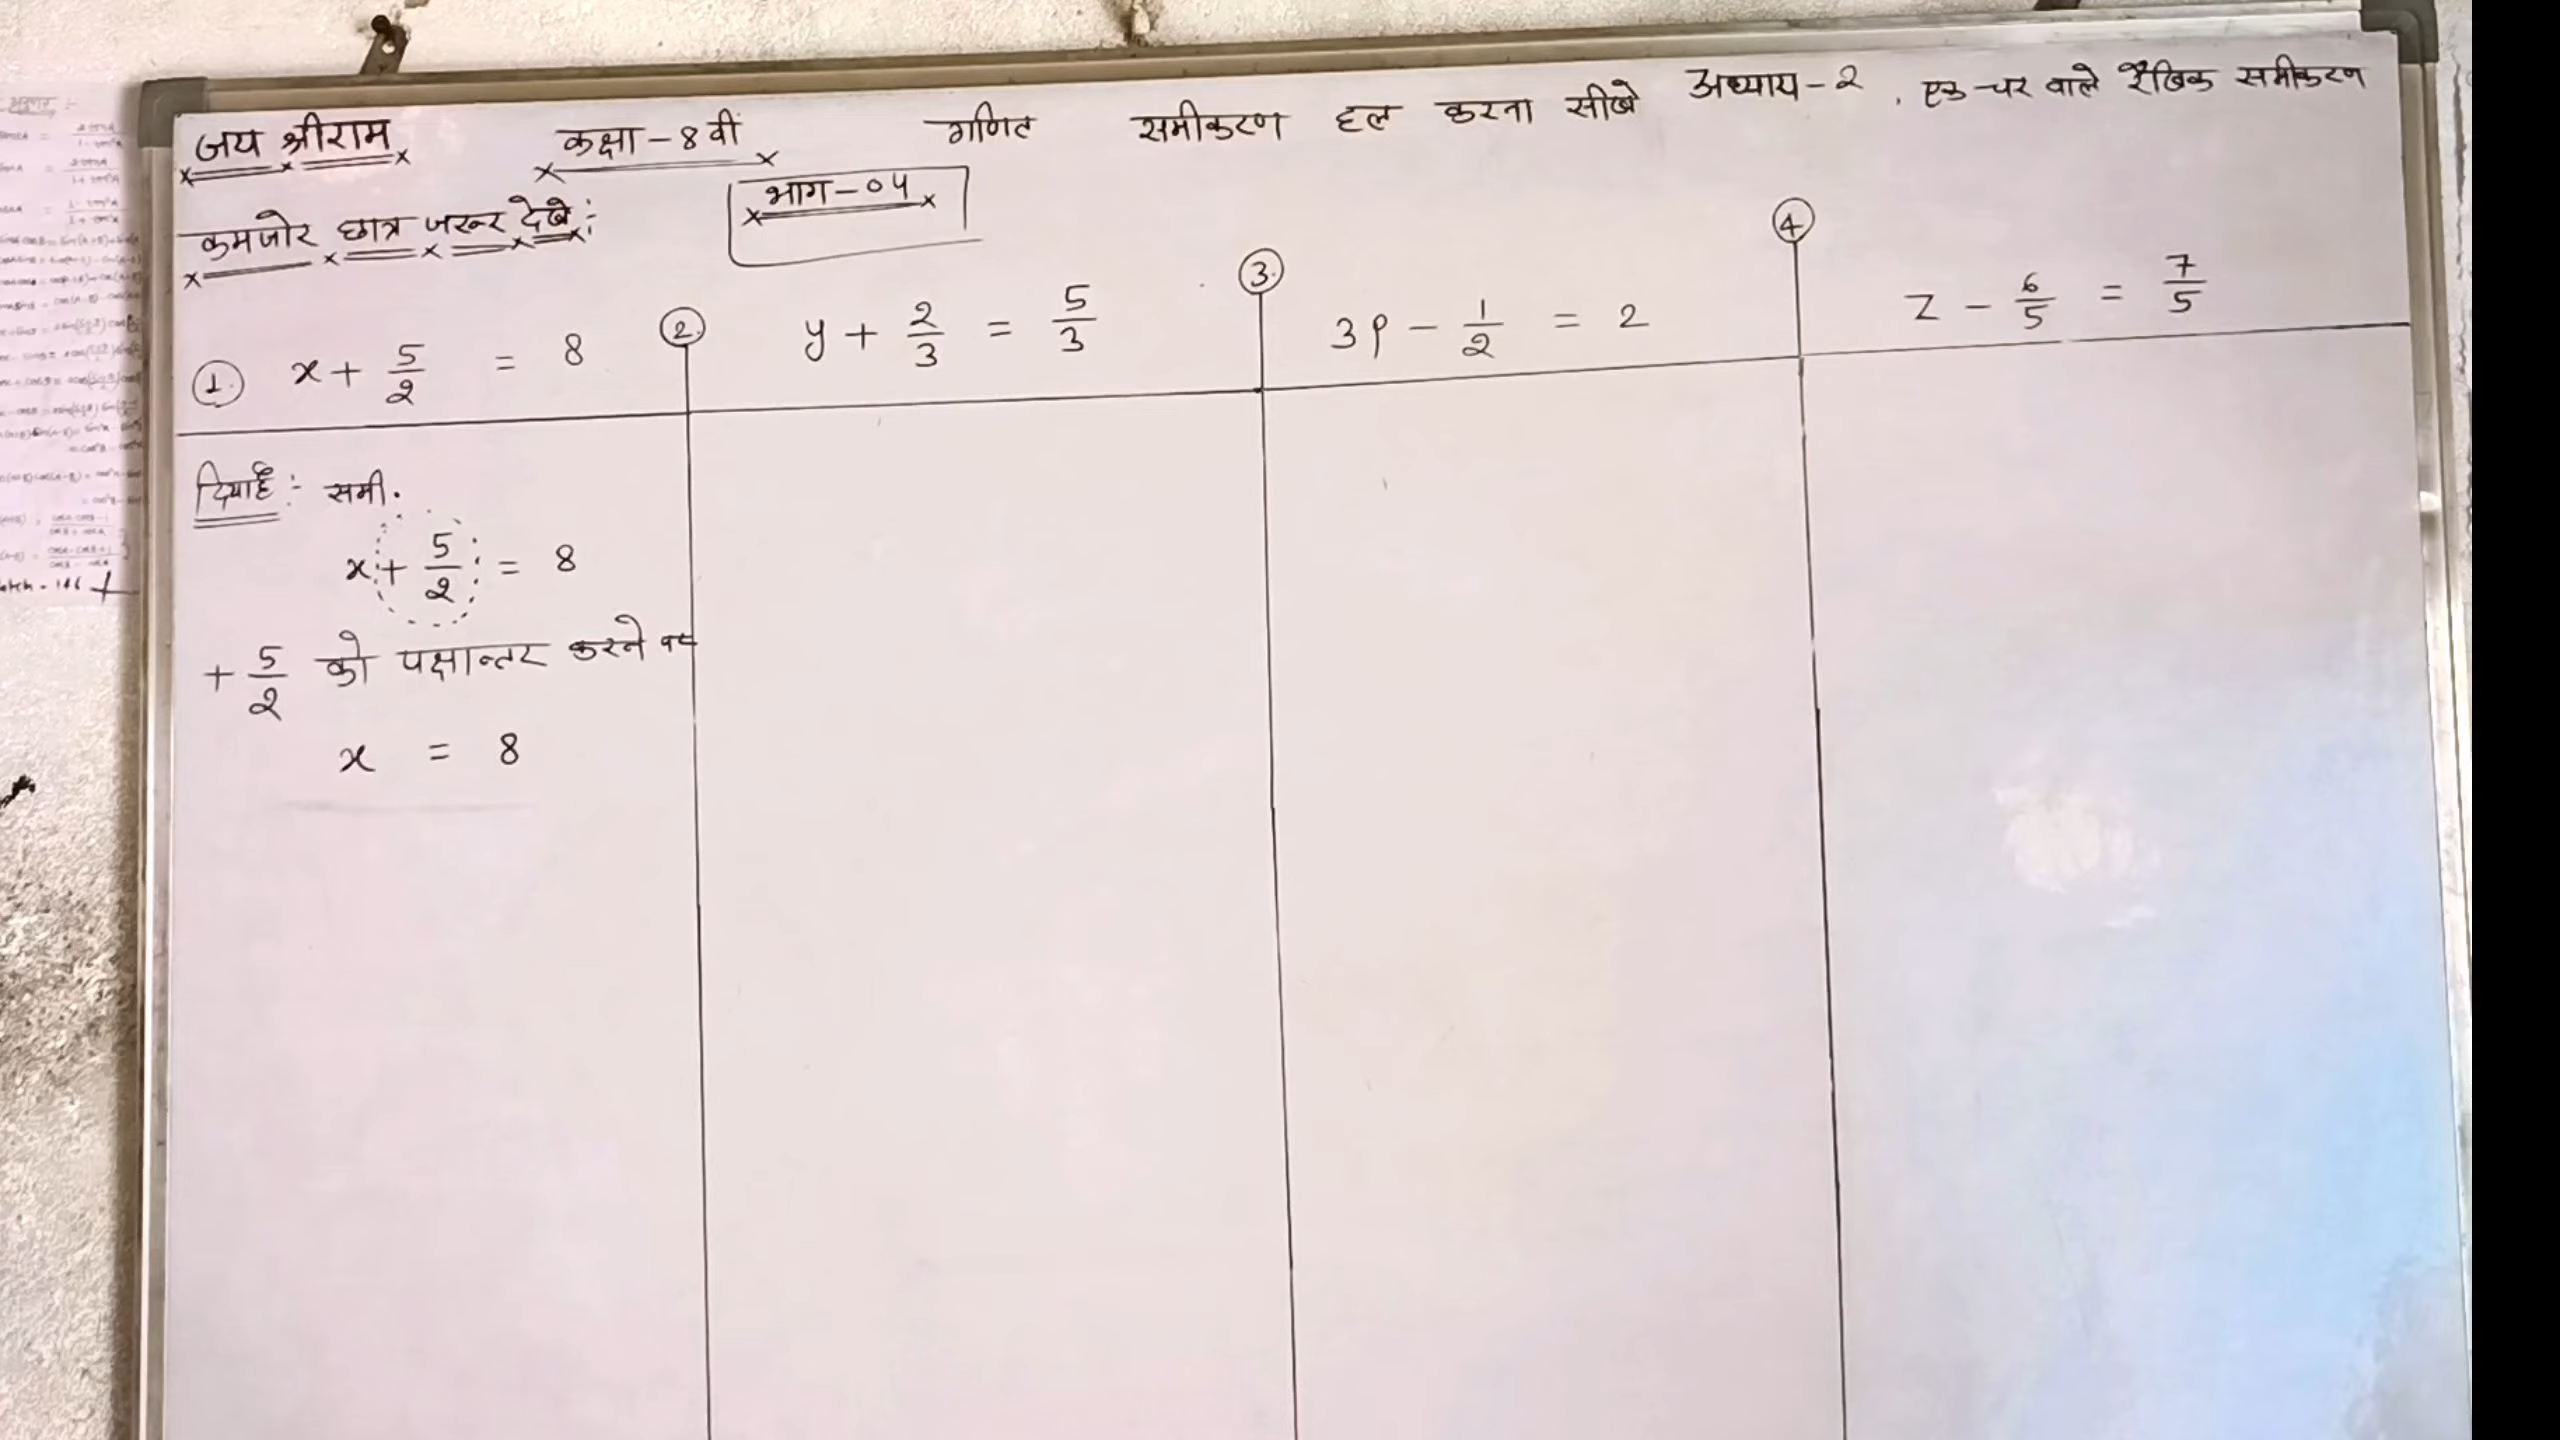 जय श्रीराम कक्षा - 8 वी गणित समीकरण हल करना सीखे अध्याय - २ . एक - चर वाले रैखिक समीकरण
कमजोर छात्र जरूर देखे :- भाग - ०५
① x + 5/2 = 8
② y + 2/3 = 5/3
③ 3p - 1/2 = 2
④ Z - 6/5 = 7/5
दिया है :- समी.
x + 5/2 = 8
+ 5/2 को पक्षान्तर करने पर
x = 8